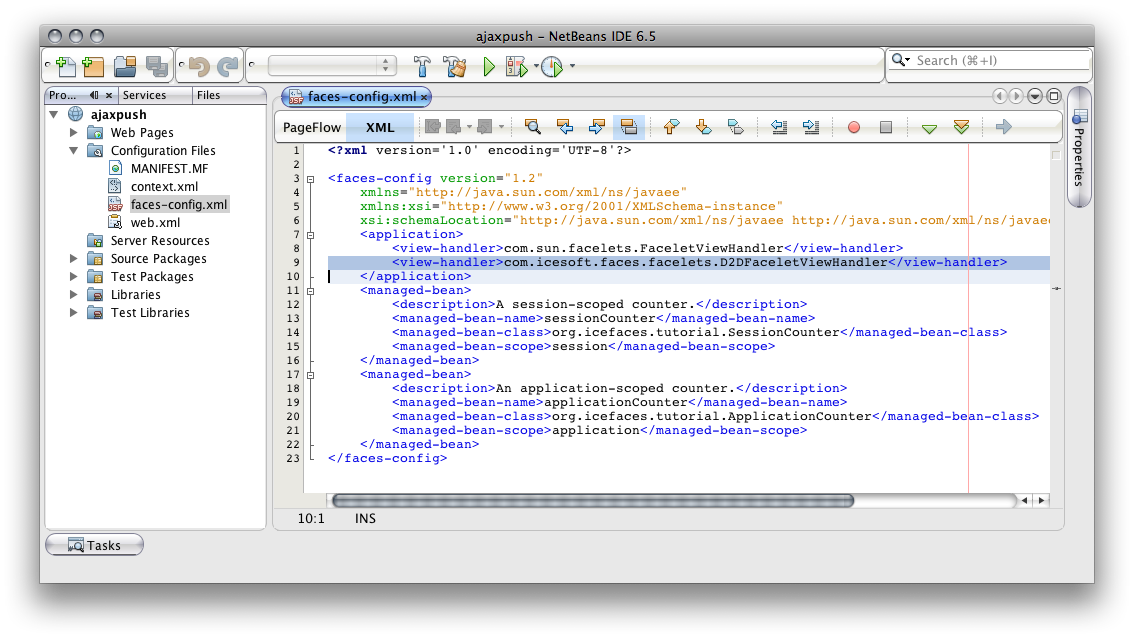 ajaxpush – NetBeans IDE 6.5
Search (⌘+I)
Pro...
Services
Files
faces-config.xml
ajaxpush
Web Pages
Configuration Files
MANIFEST.MF
context.xml
faces-config.xml
web.xml
Server Resources
Source Packages
Test Packages
Libraries
Test Libraries
PageFlow XML
1 <?xml version='1.0' encoding='UTF-8'?>
2
3 <faces-config version="1.2"
4 xmlns="http://java.sun.com/xml/ns/javaee"
5 xmlns:xsi="http://www.w3.org/2001/XMLSchema-instance"
6 xsi:schemaLocation="http://java.sun.com/xml/ns/javaee http://java.sun.com/xml/ns/javaee
7 <application>
8 <view-handler>com.sun.facelets.FaceletViewHandler</view-handler>
9 <view-handler>com.icesoft.faces.facelets.D2DFaceletViewHandler</view-handler>
10 </application>
11 <managed-bean>
12 <description>A session-scoped counter.</description>
13 <managed-bean-name>sessionCounter</managed-bean-name>
14 <managed-bean-class>org.icefaces.tutorial.SessionCounter</managed-bean-class>
15 <managed-bean-scope>session</managed-bean-scope>
16 </managed-bean>
17 <managed-bean>
18 <description>An application-scoped counter.</description>
19 <managed-bean-name>applicationCounter</managed-bean-name>
20 <managed-bean-class>org.icefaces.tutorial.ApplicationCounter</managed-bean-class>
21 <managed-bean-scope>application</managed-bean-scope>
22 </managed-bean>
23 </faces-config>
Properties
10:1 INS
Tasks